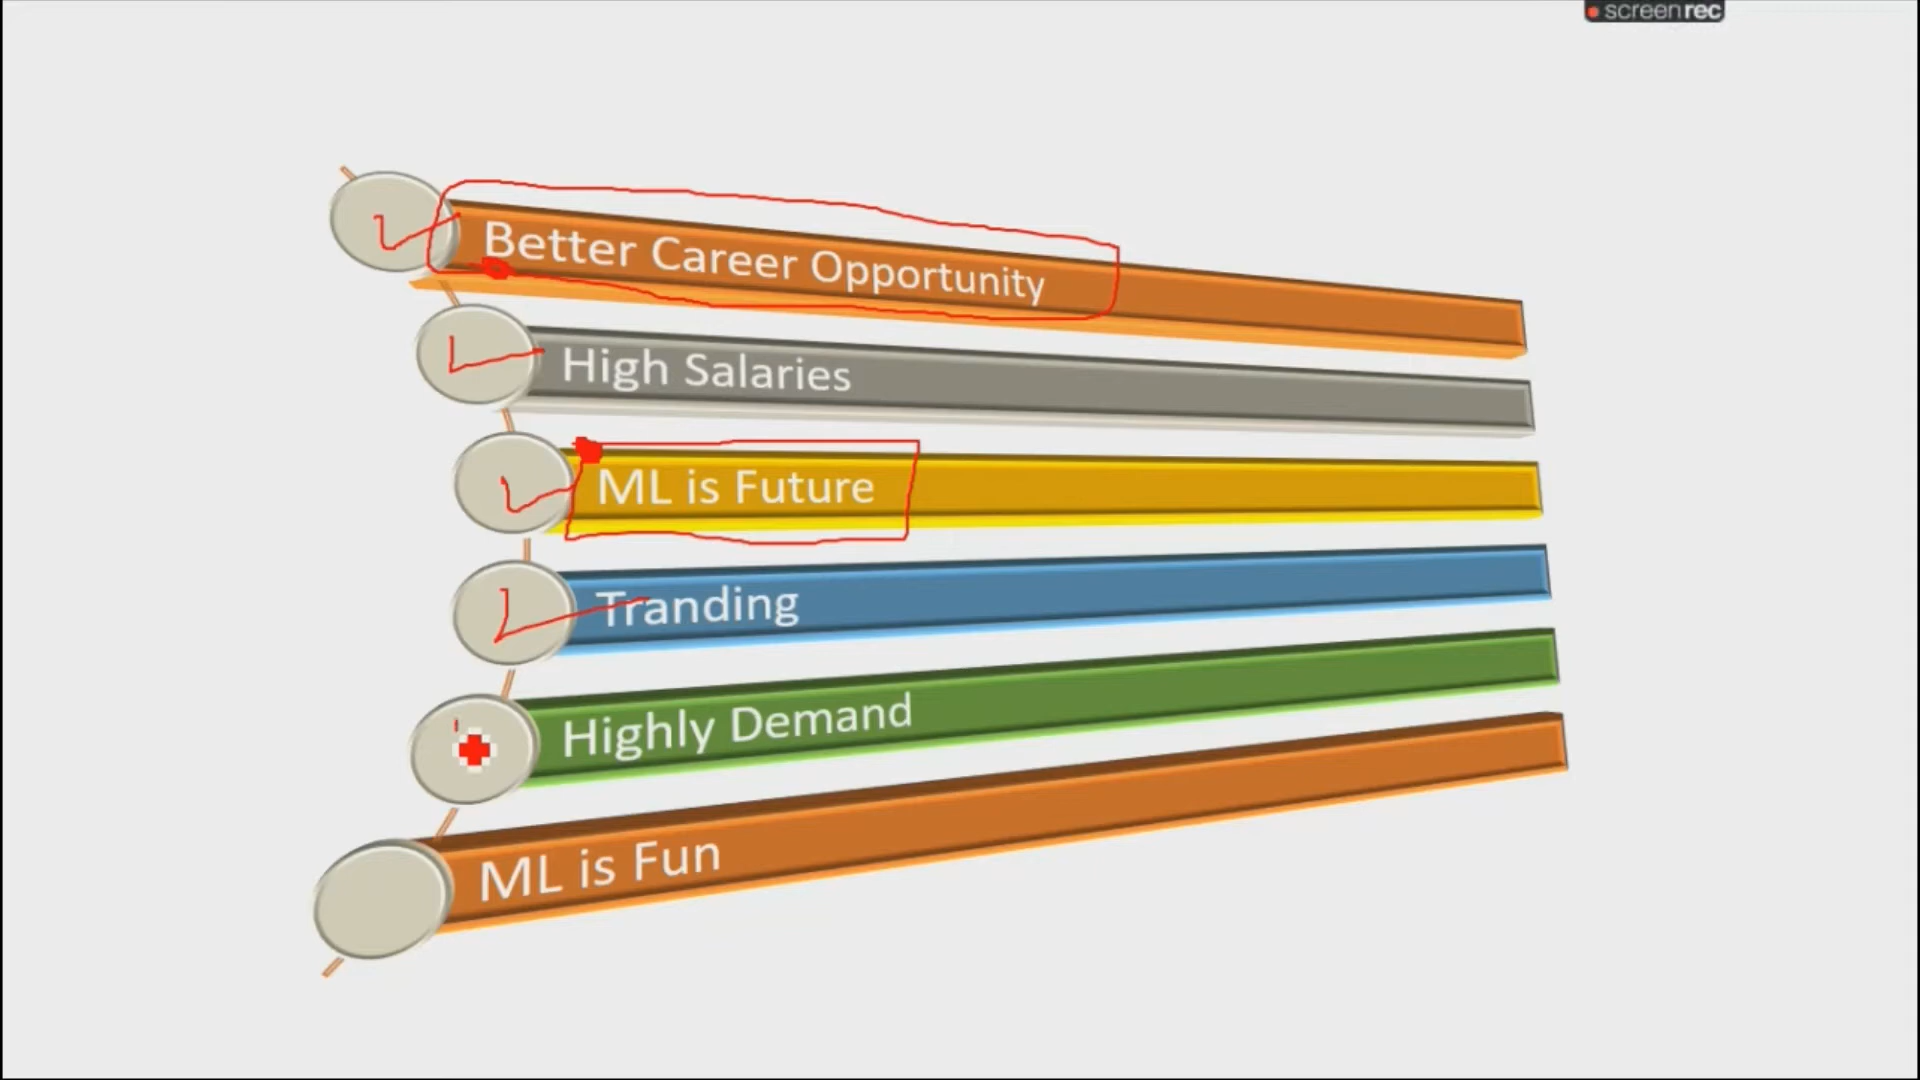 screenrec
Better Career Opportunity
High Salaries
ML is Future
Tranding
Highly Demand
ML is Fun